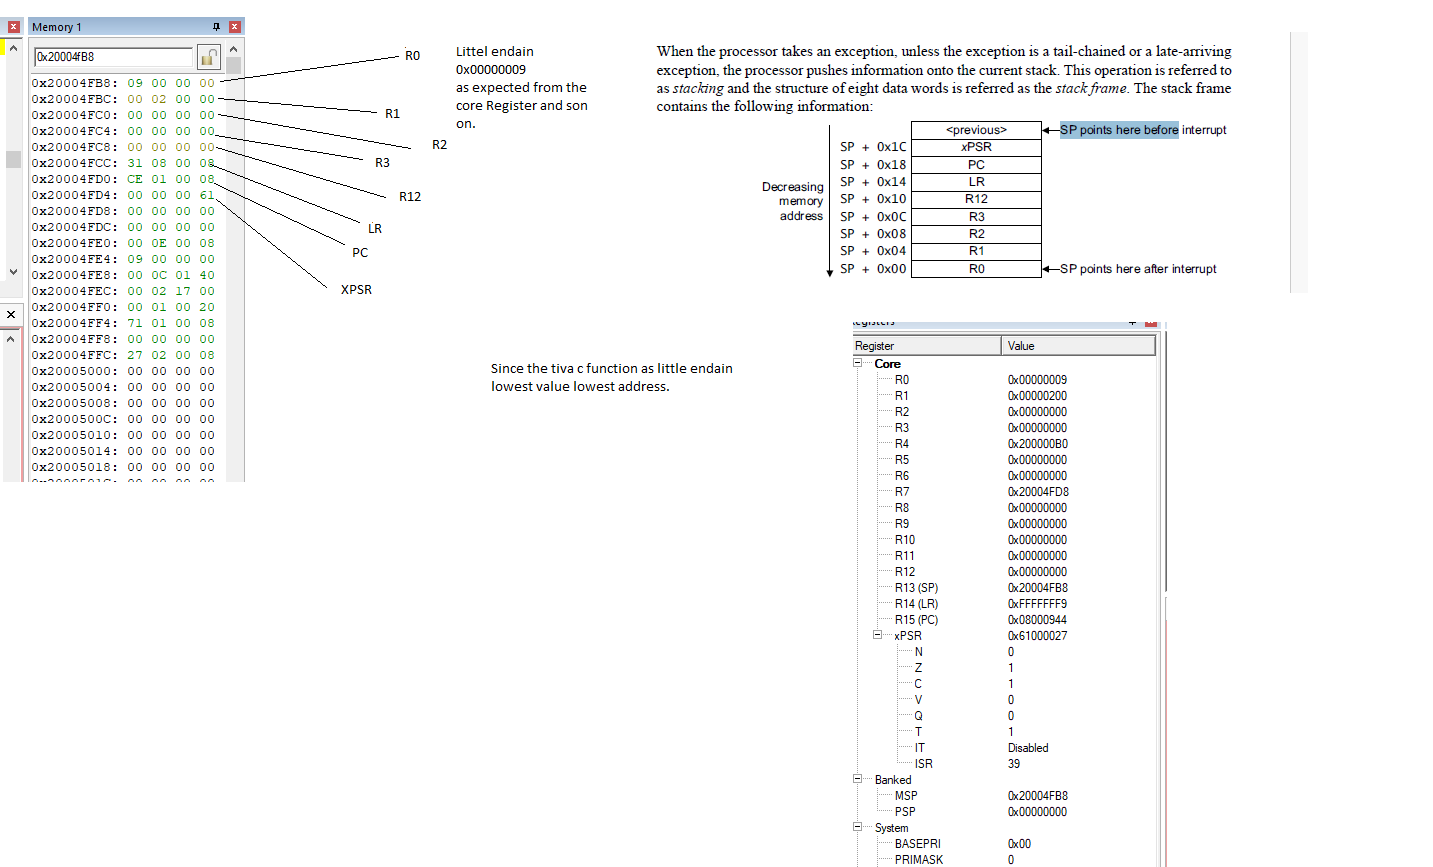 Memory 1
0x20004fB8
0x20004FB8: 09 00 00 00
0x20004FBC: 00 02 00 00
0x20004FC0: 00 00 00 00
0x20004FC4: 00 00 00 00
0x20004FC8: 00 00 00 00
0x20004FCC: 31 08 00 08
0x20004FD0: CE 01 00 08
0x20004FD4: 00 00 00 61
0x20004FD8: 00 00 00 00
0x20004FDC: 00 00 00 00
0x20004FE0: 00 0E 00 08
0x20004FE4: 09 00 00 00
0x20004FE8: 00 0C 01 40
0x20004FEC: 00 02 17 00
0x20004FF0: 00 01 00 20
0x20004FF4: 71 01 00 08
0x20004FF8: 00 00 00 00
0x20004FFC: 27 02 00 08
0x20005000: 00 00 00 00
0x20005004: 00 00 00 00
0x20005008: 00 00 00 00
0x2000500C: 00 00 00 00
0x20005010: 00 00 00 00
0x20005014: 00 00 00 00
0x20005018: 00 00 00 00
R0
R1
R2
R3
R12
LR
PC
XPSR
Littel endain
0x00000009
as expected from the
core Register and son
on.
Since the tiva c function as little endain
lowest value lowest address.
When the processor takes an exception, unless the exception is a tail-chained or a late-arriving
exception, the processor pushes information onto the current stack. This operation is referred to
as stacking and the structure of eight data words is referred as the stack frame. The stack frame
contains the following information:
<previous> SP points here before interrupt
SP + 0x1C xPSR
SP + 0x18 PC
SP + 0x14 LR
SP + 0x10 R12
SP + 0x0C R3
SP + 0x08 R2
SP + 0x04 R1
SP + 0x00 R0 SP points here after interrupt
Decreasing
memory
address
Registers
Register Value
Core
R0 0x00000009
R1 0x00000200
R2 0x00000000
R3 0x00000000
R4 0x200000B0
R5 0x00000000
R6 0x00000000
R7 0x20004FD8
R8 0x00000000
R9 0x00000000
R10 0x00000000
R11 0x00000000
R12 0x00000000
R13 (SP) 0x20004FB8
R14 (LR) 0xFFFFFFF9
R15 (PC) 0x08000944
xPSR 0x61000027
N 0
Z 1
C 1
V 0
Q 0
T 1
IT Disabled
ISR 39
Banked
MSP 0x20004FB8
PSP 0x00000000
System
BASEPRI 0x00
PRIMASK 0